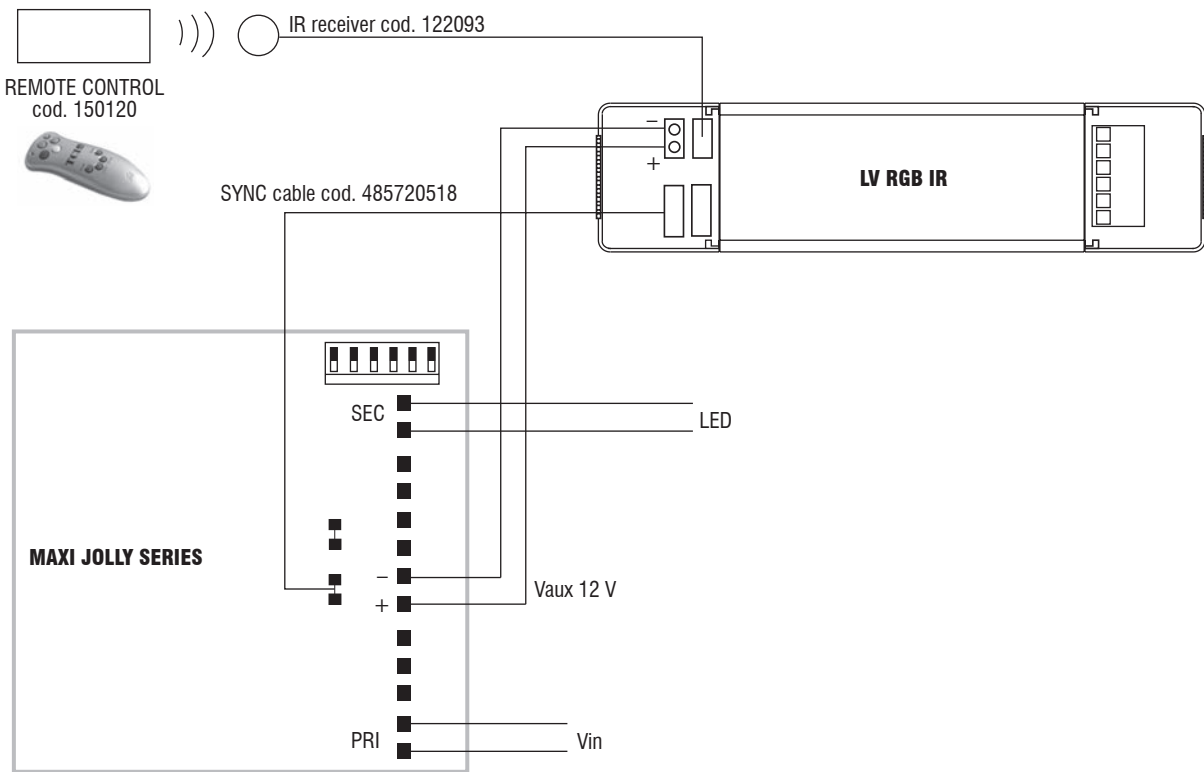 IR receiver cod. 122093
REMOTE CONTROL
cod. 150120
TCI
−
+
LV RGB IR
SYNC cable cod. 485720518
SEC
LED
MAXI JOLLY SERIES
−
+
Vaux 12 V
PRI
Vin